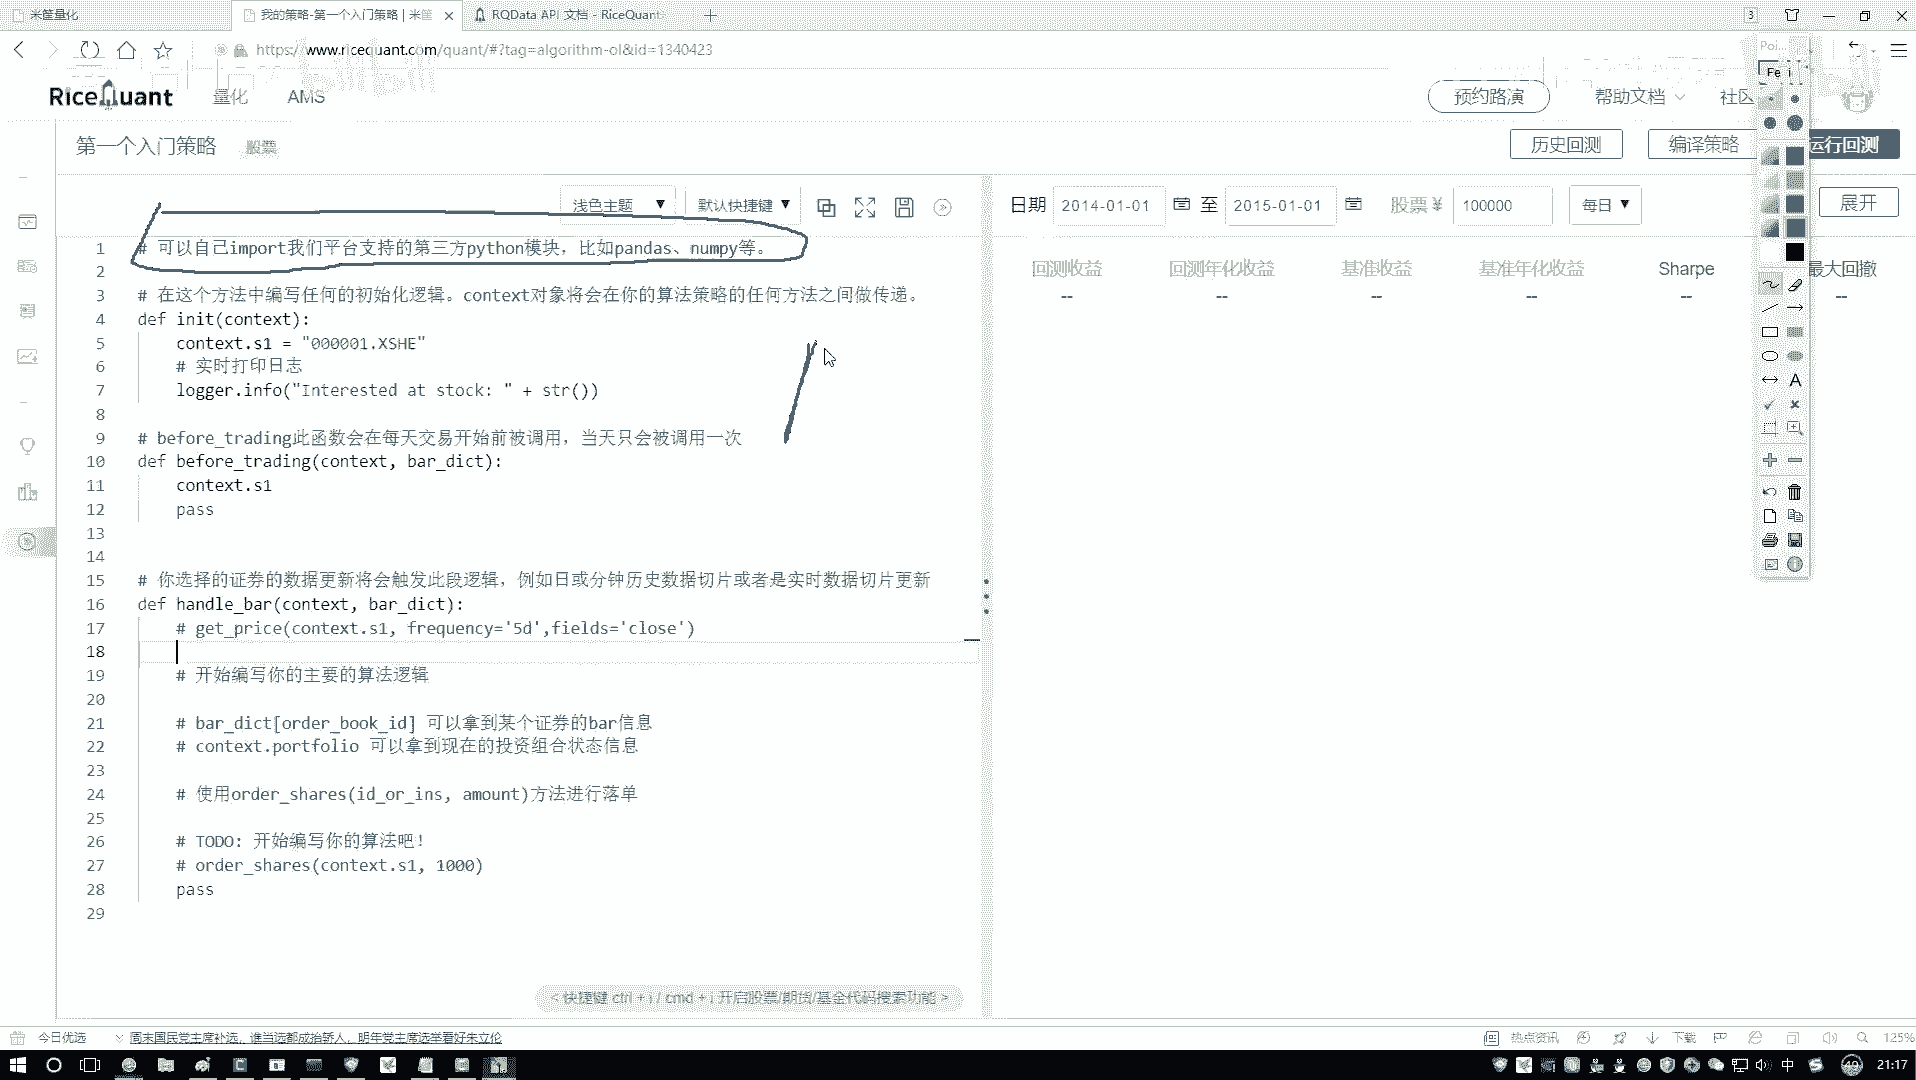 米筐量化
我的策略-第一个入门策略 | 米筐
RQData API 文档 - RiceQuant
https://www.ricequant.com/quant/#?tag=algorithm-ol&id=1340423
RiceQuant
量化
AMS
预约路演
帮助文档
社区
第一个入门策略
股票
历史回测
编译策略
运行回测
浅色主题 ▼
默认快捷键 ▼
日期
2014-01-01
至
2015-01-01
股票 ¥
100000
每日 ▼
展开
回测收益
回测年化收益
基准收益
基准年化收益
Sharpe
最大回撤
--
--
--
--
--
--
1 # 可以自己import我们平台支持的第三方python模块，比如pandas、numpy等。
2
3 # 在这个方法中编写任何的初始化逻辑。context对象将会在你的算法策略的任何方法之间做传递。
4 def init(context):
5     context.s1 = "000001.XSHE"
6     # 实时打印日志
7     logger.info("Interested at stock: " + str())
8
9 # before_trading此函数会在每天交易开始前被调用，当天只会被调用一次
10 def before_trading(context, bar_dict):
11     context.s1
12     pass
13
14
15 # 你选择的证券的数据更新将会触发此段逻辑，例如日或分钟历史数据切片或者是实时数据切片更新
16 def handle_bar(context, bar_dict):
17     # get_price(context.s1, frequency='5d',fields='close')
18
19     # 开始编写你的主要的算法逻辑
20
21     # bar_dict[order_book_id] 可以拿到某个证券的bar信息
22     # context.portfolio 可以拿到现在的投资组合状态信息
23
24     # 使用order_shares(id_or_ins, amount)方法进行落单
25
26     # TODO: 开始编写你的算法吧！
27     # order_shares(context.s1, 1000)
28     pass
29
< 快捷键 ctrl + i / cmd + i 开启股票/期货/基金代码搜索功能 >
今日优选
周末国民党主席补选，谁当选都成抬轿人，明年党主席选举看好朱立伦
热点资讯
下载
125%
中
49
21:17